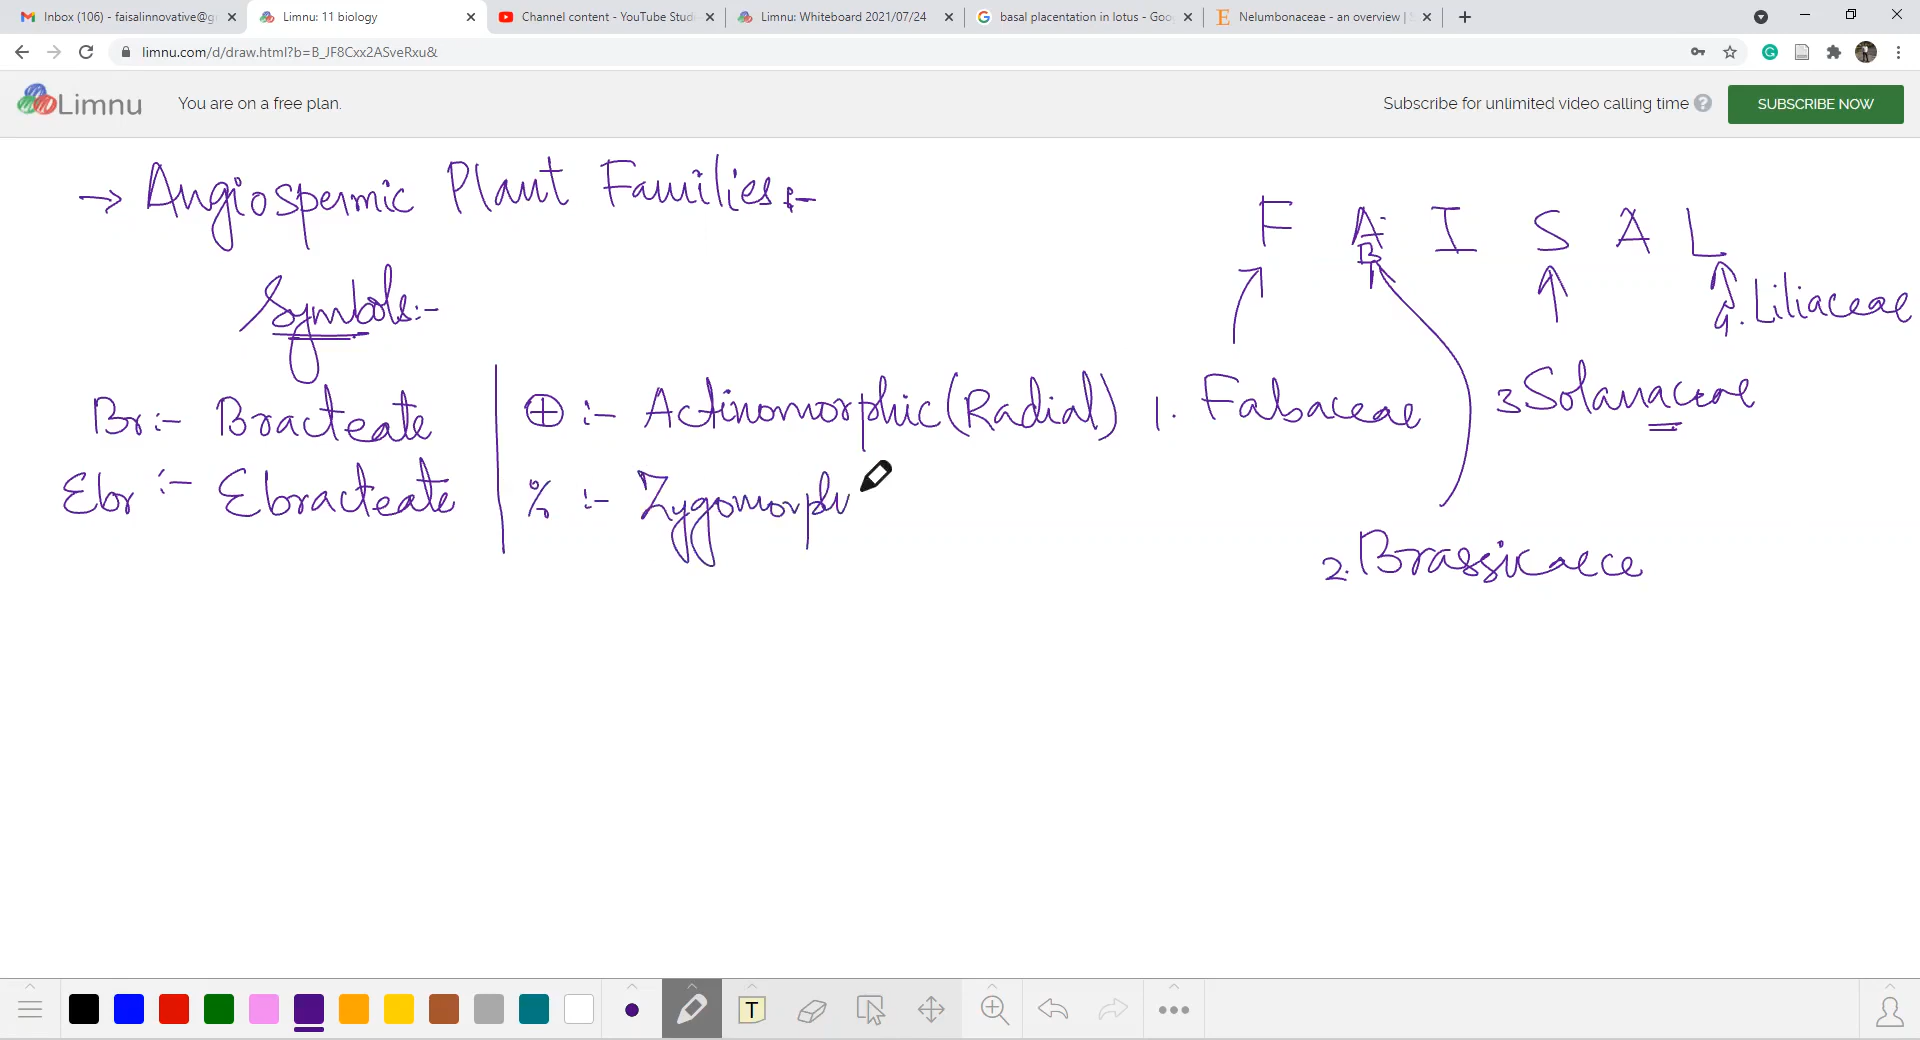 Inbox (106) - faisalinnovative@g
Limnu: 11 biology
Channel content - YouTube Stud
Limnu: Whiteboard 2021/07/24
basal placentation in lotus - Goo
Nelumbonaceae - an overview |
limnu.com/d/draw.html?b=B_JF8Cxx2ASveRxu&
Limnu
You are on a free plan.
Subscribe for unlimited video calling time ?
SUBSCRIBE NOW
→ Angiospermic Plant Families:-
F A I S A L
B
Symbols:-
4. Liliaceae
Br:- Bracteate
⊕ :- Actinomorphic (Radial)
1. Fabaceae
3 Solanaceae
Ebr :- Ebracteate
% :- Zygomorph
2. Brassicaece
T